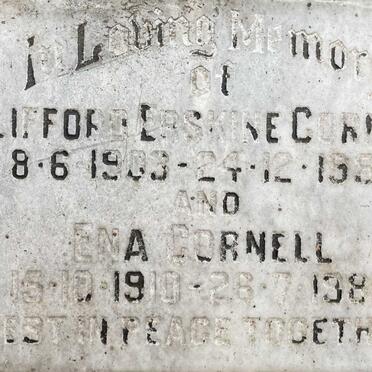 In Loving Memor
of
LIFFORD ERSKINE COR
8·6·1903-24·12·195
AND
ENA CORNELL
15·10·1910-26·7·198
EST IN PEACE TOGETH